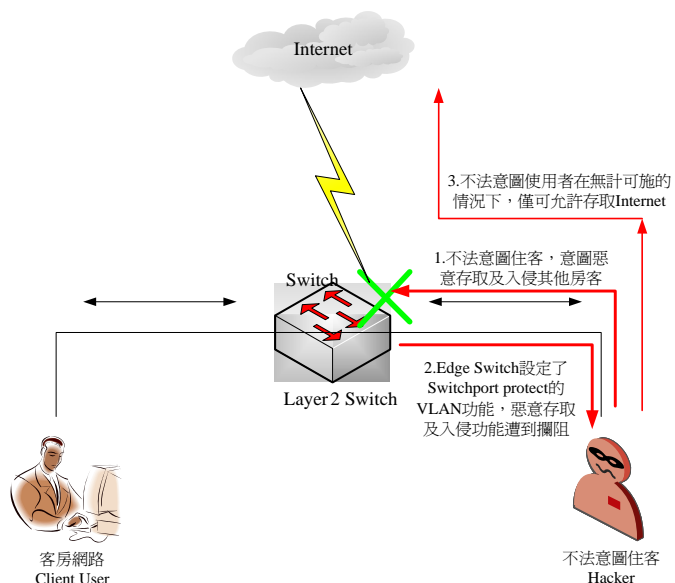 Internet
3.不法意圖使用者在無計可施的
情況下，僅可允許存取Internet
1.不法意圖住客，意圖惡
意存取及入侵其他房客
Switch
2.Edge Switch設定了
Switchport protect的
VLAN功能，惡意存取
及入侵功能遭到攔阻
Layer2 Switch
客房網路
Client User
不法意圖住客
Hacker